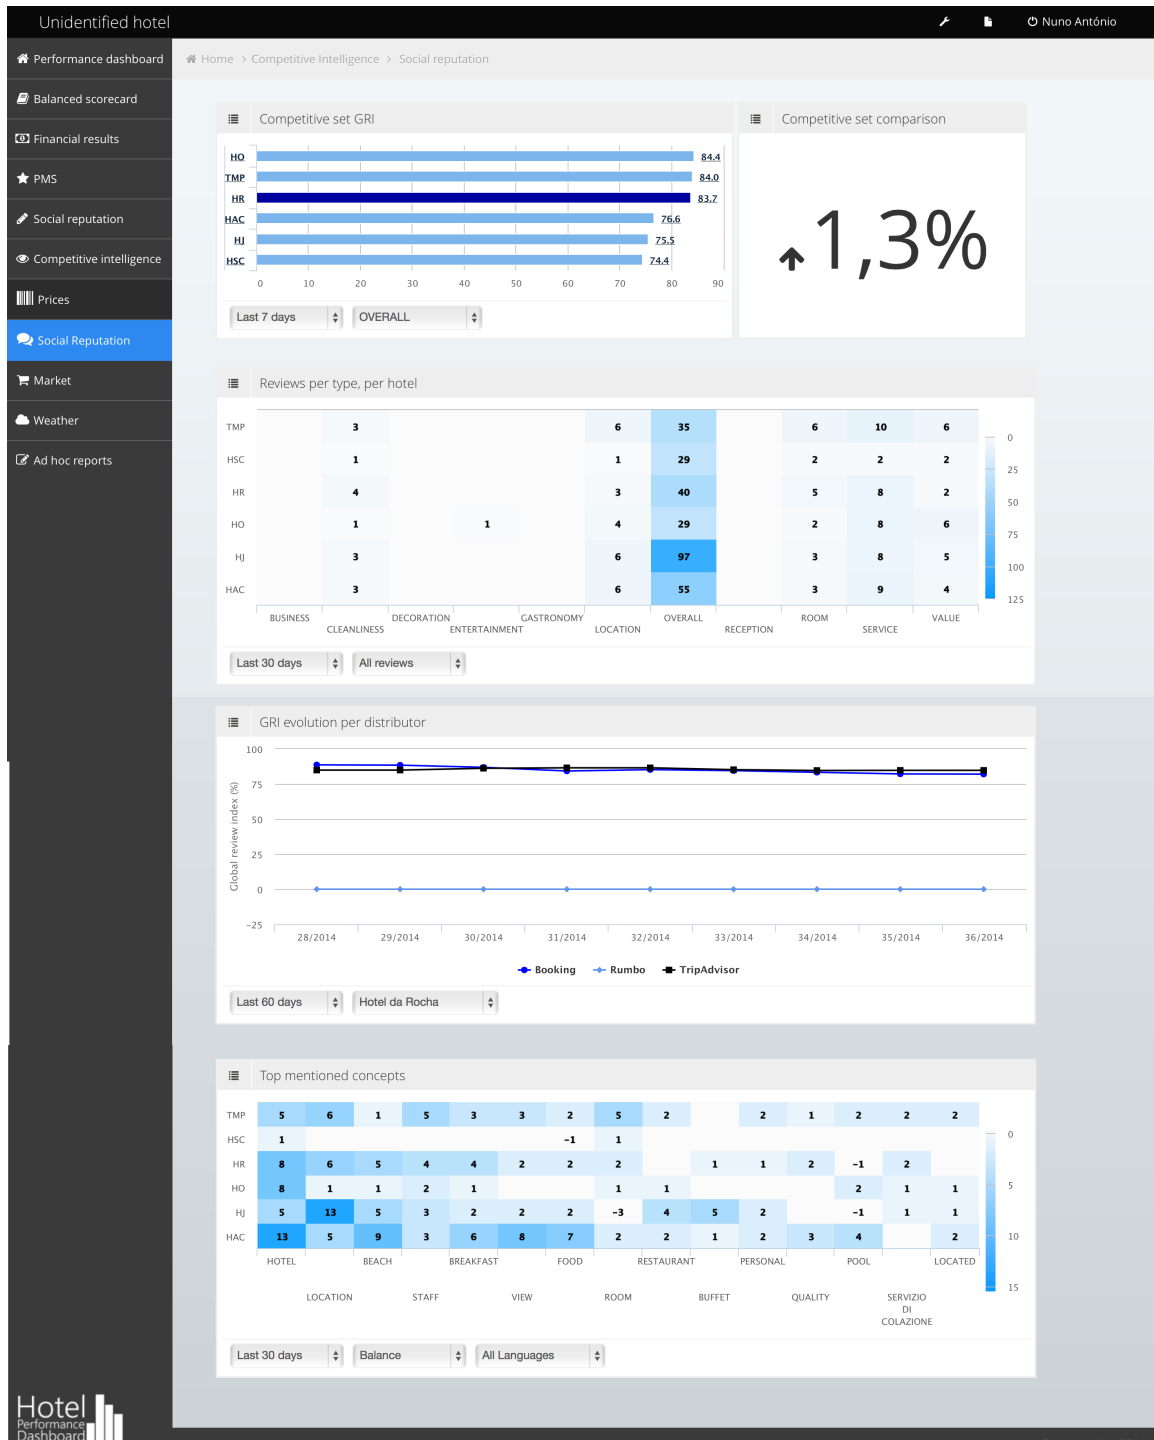 Unidentified hotel
Nuno António
Performance dashboard
Balanced scorecard
Financial results
PMS
Social reputation
Competitive intelligence
Prices
Social Reputation
Market
Weather
Ad hoc reports
Home > Competitive Intelligence > Social reputation
Competitive set GRI
HO 84.4
TMP 84.0
HR 83.7
HAC 76.6
HJ 75.5
HSC 74.4
0 10 20 30 40 50 60 70 80 90
Last 7 days OVERALL
Competitive set comparison
1,3%
Reviews per type, per hotel
TMP 3 6 35 6 10 6
HSC 1 1 29 2 2 2
HR 4 3 40 5 8 2
HO 1 1 4 29 2 8 6
HJ 3 6 97 3 8 5
HAC 3 6 55 3 9 4
BUSINESS DECORATION GASTRONOMY OVERALL ROOM VALUE
CLEANLINESS ENTERTAINMENT LOCATION RECEPTION SERVICE
0
25
50
75
100
125
Last 30 days All reviews
GRI evolution per distributor
Global review index (%)
100
75
50
25
0
-25
28/2014 29/2014 30/2014 31/2014 32/2014 33/2014 34/2014 35/2014 36/2014
Booking Rumbo TripAdvisor
Last 60 days Hotel da Rocha
Top mentioned concepts
TMP 5 6 1 5 3 3 2 5 2 2 1 2 2 2
HSC 1 -1 1
HR 8 6 5 4 4 2 2 2 1 1 2 -1 2
HO 8 1 1 2 1 1 1 2 1 1
HJ 5 13 5 3 2 2 2 -3 4 5 2 -1 1 1
HAC 13 5 9 3 6 8 7 2 2 1 2 3 4 2
HOTEL BEACH BREAKFAST FOOD RESTAURANT PERSONAL POOL LOCATED
LOCATION STAFF VIEW ROOM BUFFET QUALITY SERVIZIO
DI
COLAZIONE
0
5
10
15
Last 30 days Balance All Languages
Hotel
Performance
Dashboard